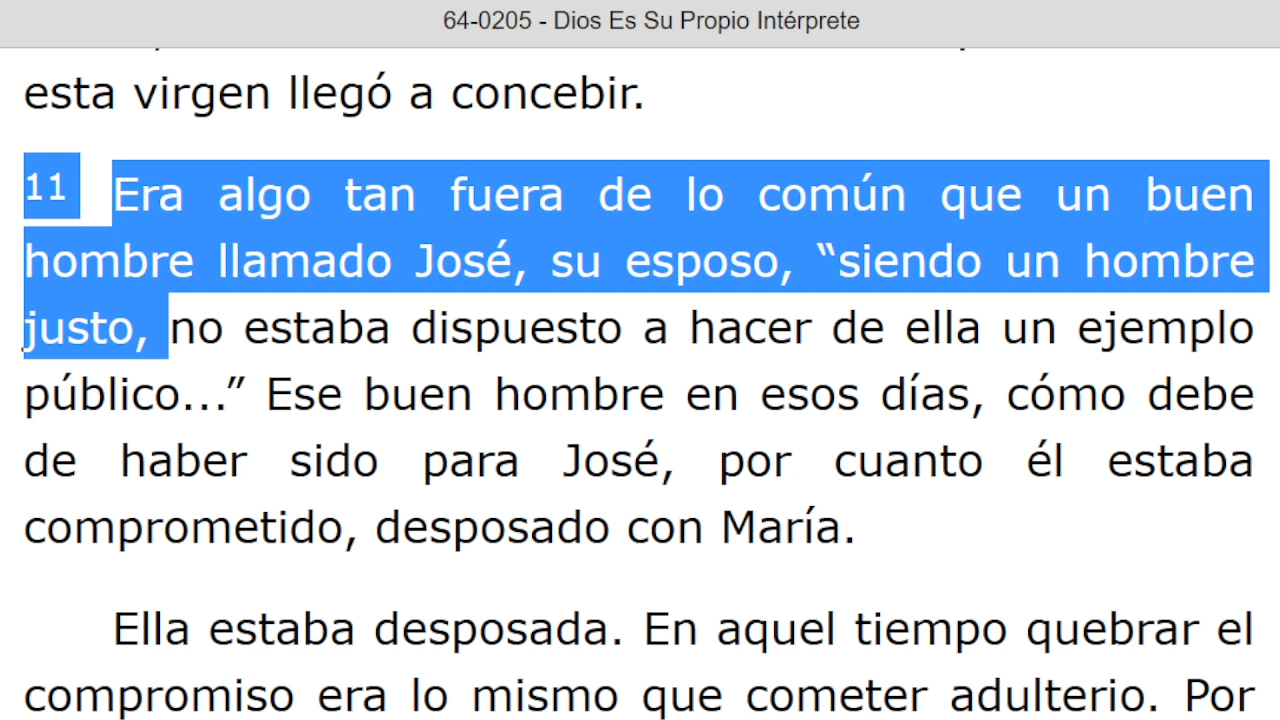 64-0205 - Dios Es Su Propio Intérprete
esta virgen llegó a concebir.
11 Era algo tan fuera de lo común que un buen
hombre llamado José, su esposo, “siendo un hombre
justo, no estaba dispuesto a hacer de ella un ejemplo
público...” Ese buen hombre en esos días, cómo debe
de haber sido para José, por cuanto él estaba
comprometido, desposado con María.
Ella estaba desposada. En aquel tiempo quebrar el
compromiso era lo mismo que cometer adulterio. Por